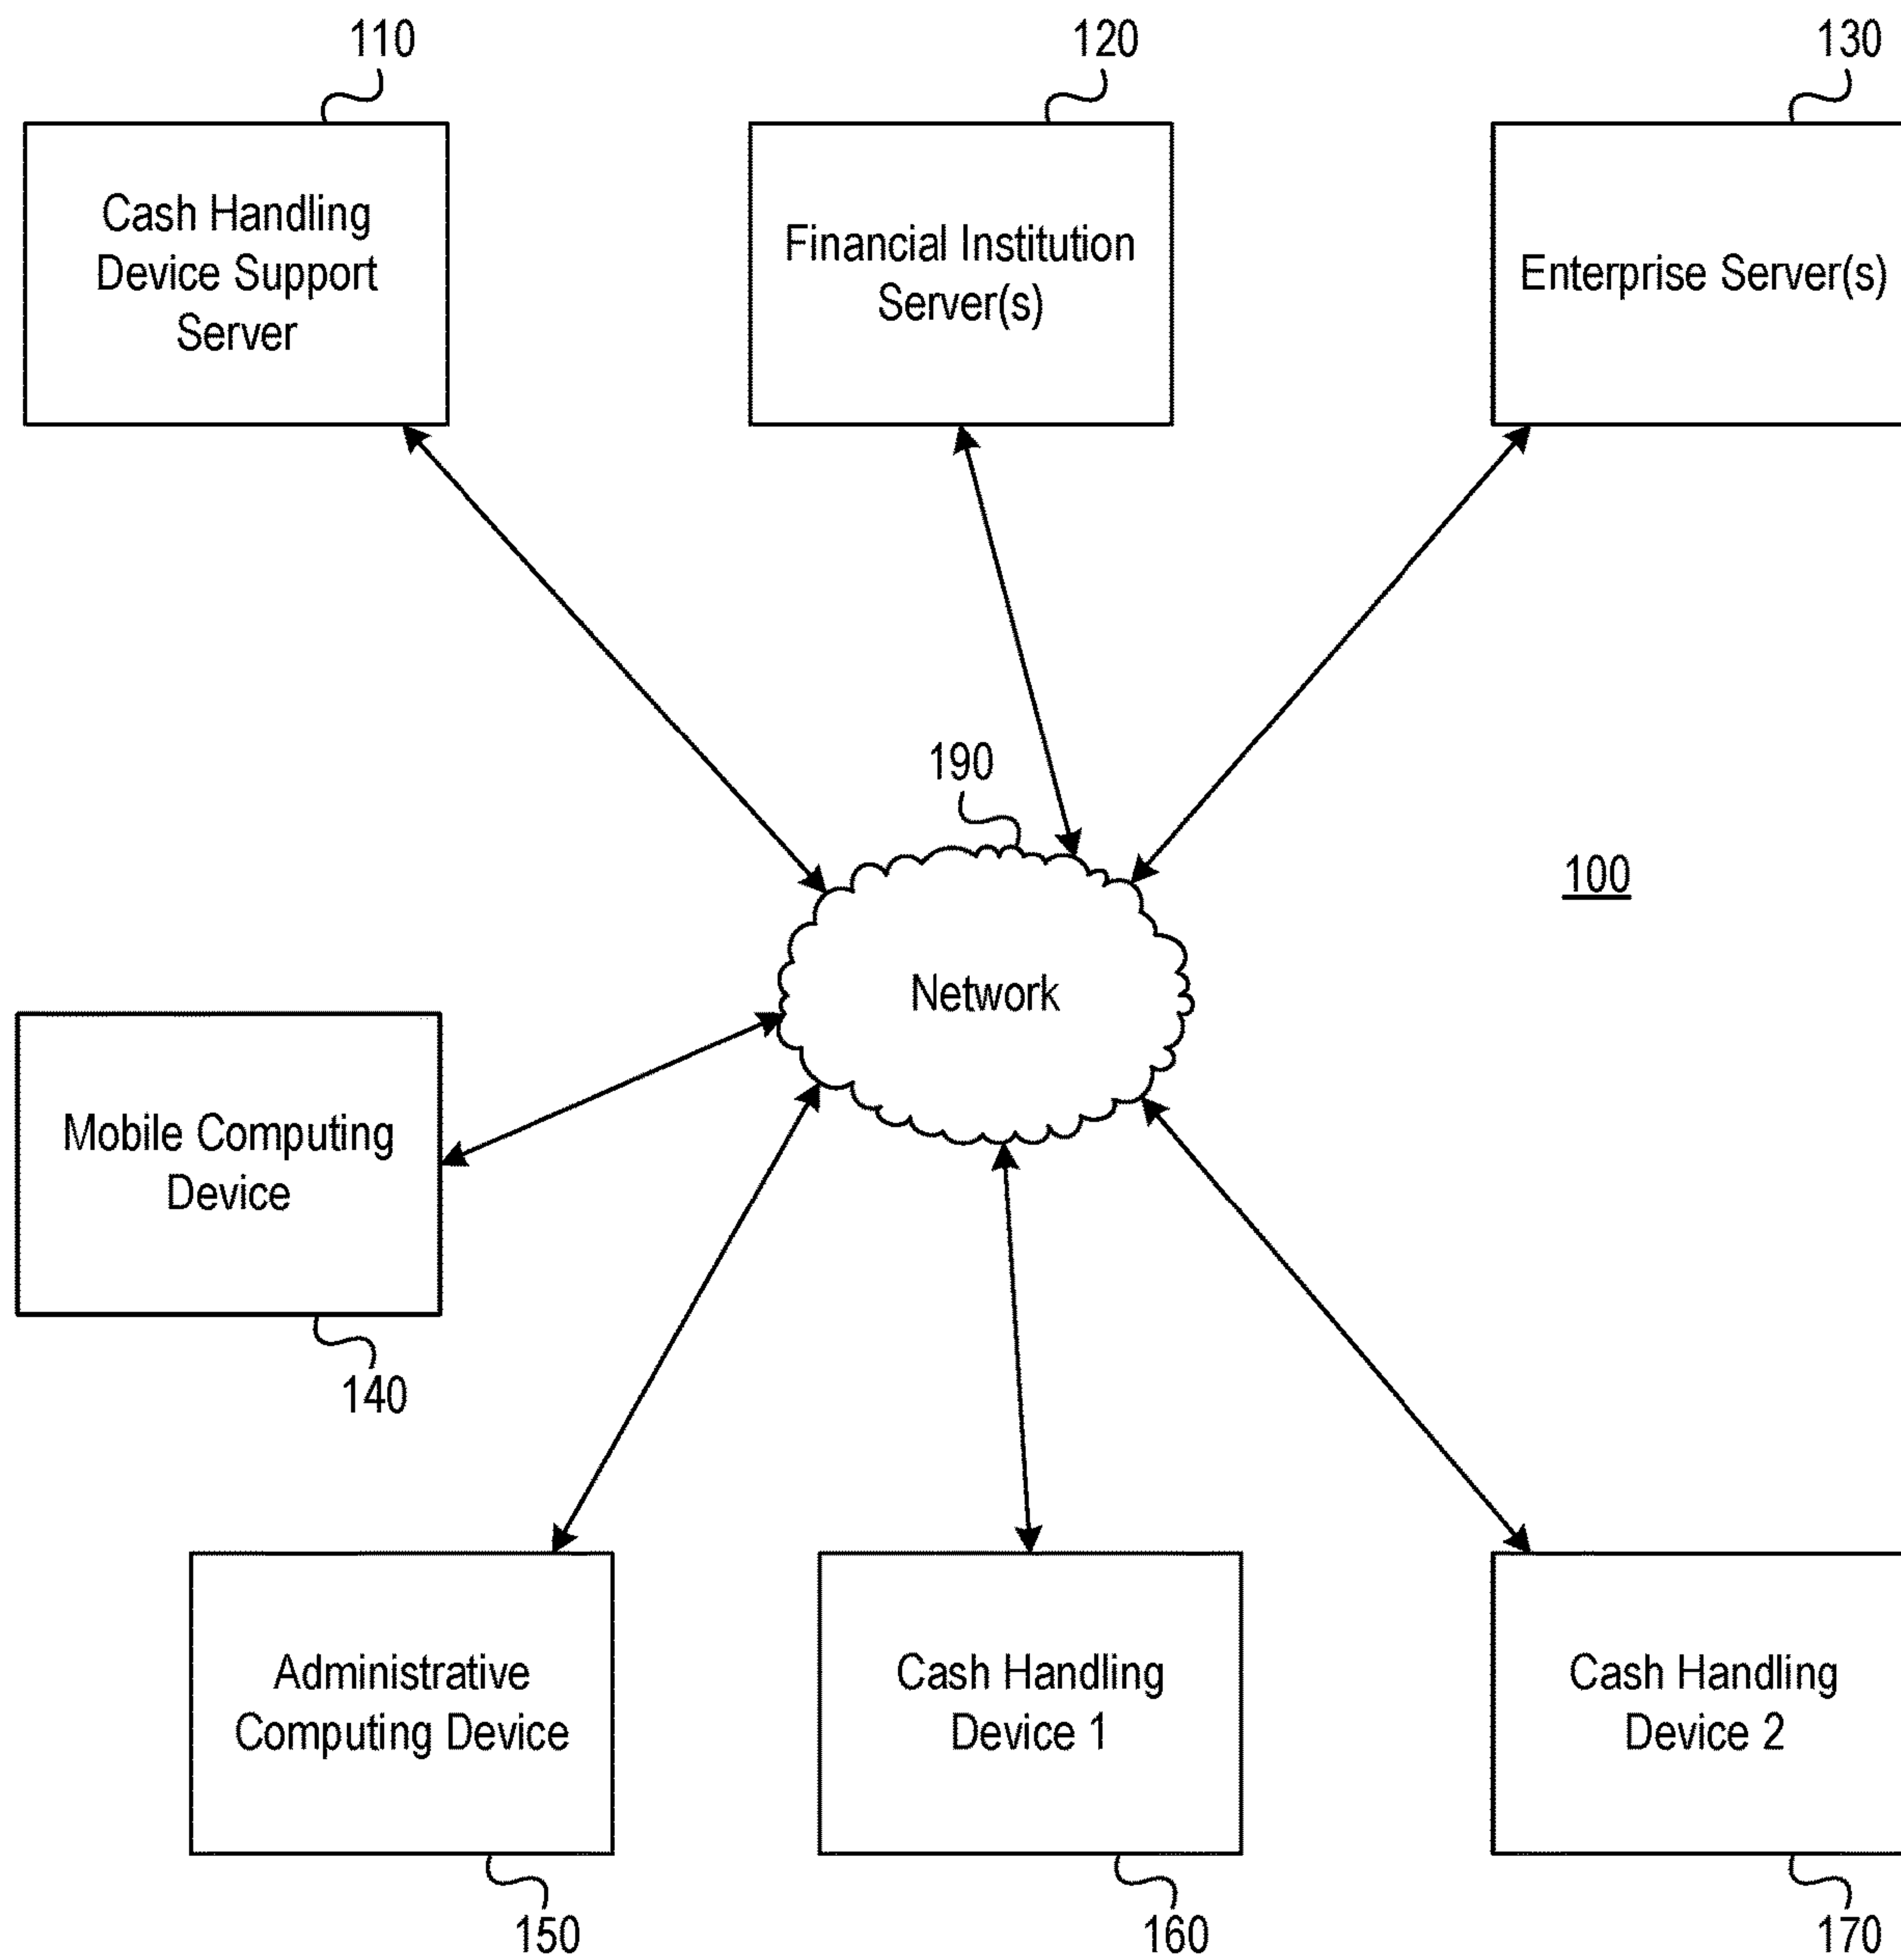 110
120
130
Cash Handling
Device Support
Server
Financial Institution
Server(s)
Enterprise Server(s)
190
100
Network
Mobile Computing
Device
140
Administrative
Computing Device
Cash Handling
Device 1
Cash Handling
Device 2
150
160
170